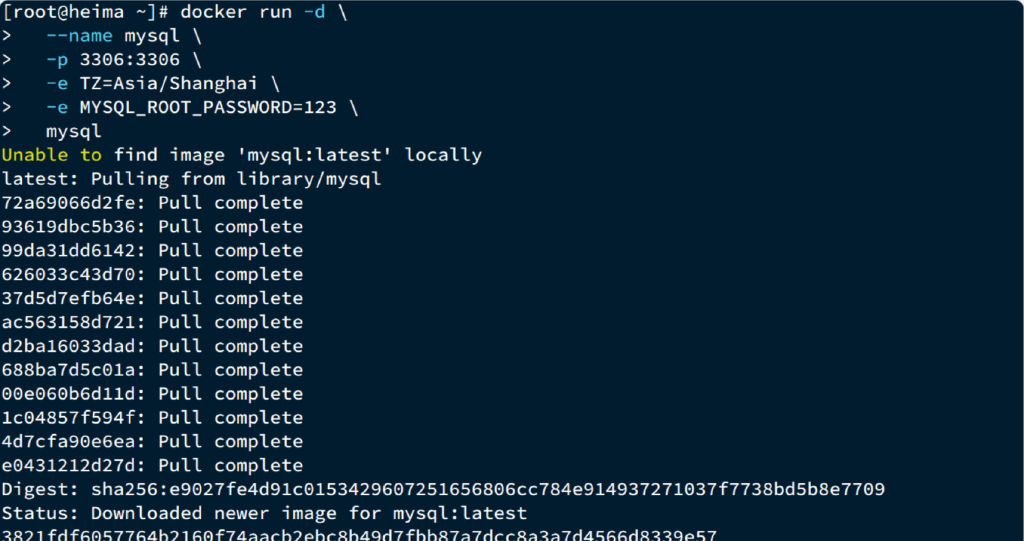 [root@heima ~]# docker run -d \
>   --name mysql \
>   -p 3306:3306 \
>   -e TZ=Asia/Shanghai \
>   -e MYSQL_ROOT_PASSWORD=123 \
>   mysql
Unable to find image 'mysql:latest' locally
latest: Pulling from library/mysql
72a69066d2fe: Pull complete
93619dbc5b36: Pull complete
99da31dd6142: Pull complete
626033c43d70: Pull complete
37d5d7efb64e: Pull complete
ac563158d721: Pull complete
d2ba16033dad: Pull complete
688ba7d5c01a: Pull complete
00e060b6d11d: Pull complete
1c04857f594f: Pull complete
4d7cfa90e6ea: Pull complete
e0431212d27d: Pull complete
Digest: sha256:e9027fe4d91c0153429607251656806cc784e914937271037f7738bd5b8e7709
Status: Downloaded newer image for mysql:latest
3821fdf6057764b2160f74aacb2ebc8b49d7fbb87a7dcc8a3a7d4566d8339e57